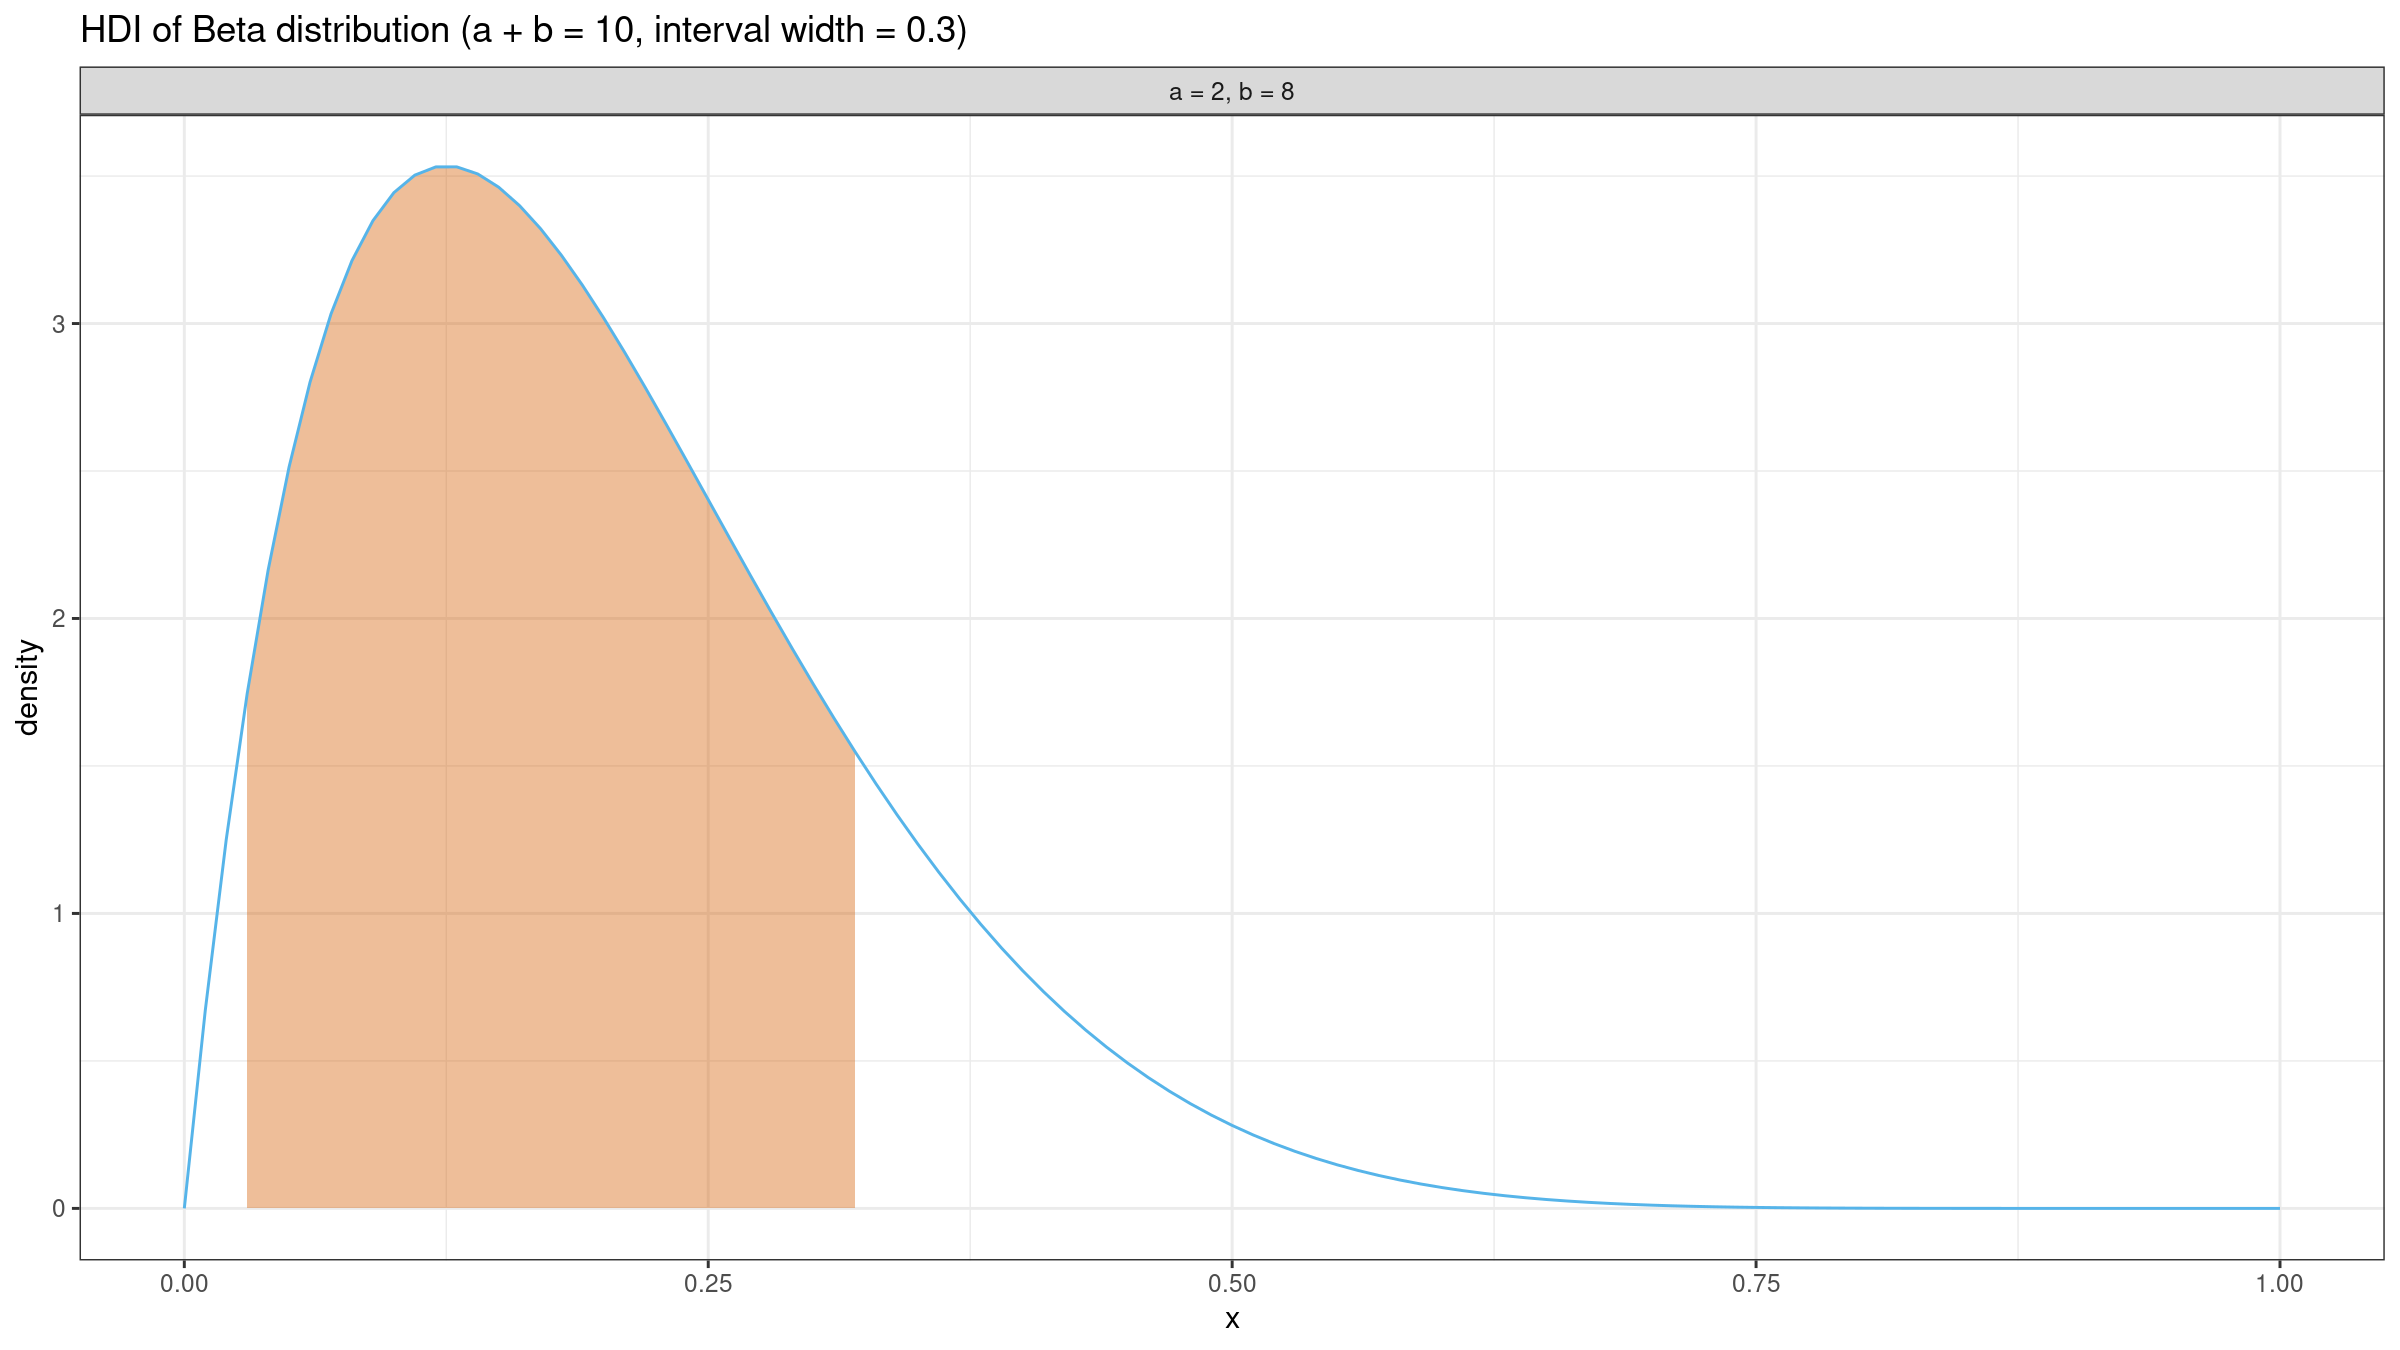 HDI of Beta distribution (a + b = 10, interval width = 0.3)
a = 2, b = 8
3
2
1
0
density
0.00 0.25 0.50 0.75 1.00
x